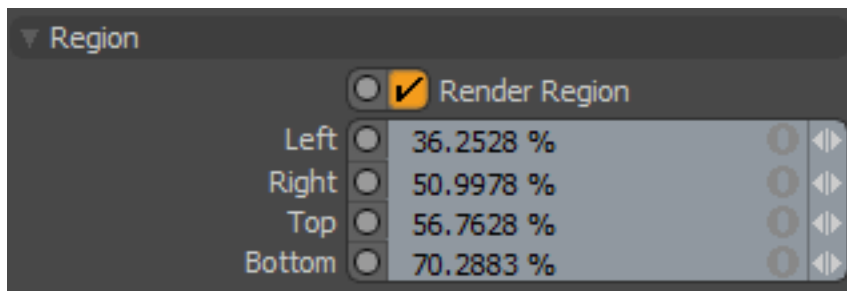 Region
Render Region
Left 36.2528 %
Right 50.9978 %
Top 56.7628 %
Bottom 70.2883 %